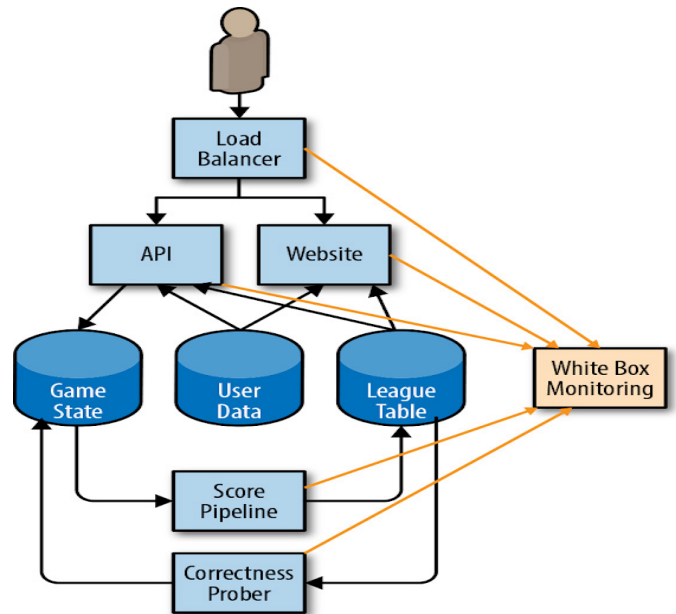 Load
Balancer
API
Website
Game
State
User
Data
League
Table
White Box
Monitoring
Score
Pipeline
Correctness
Prober